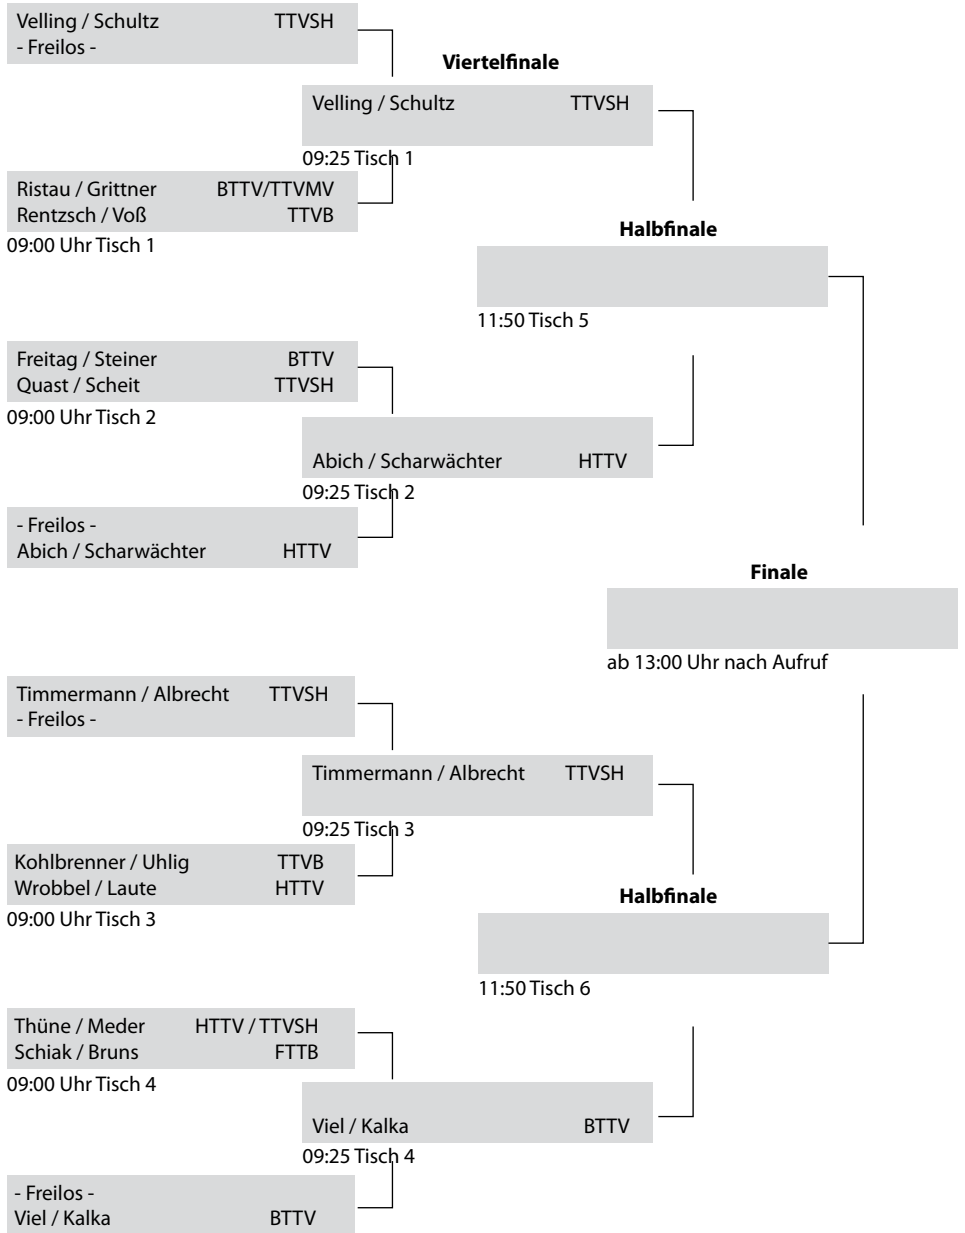 Velling / Schultz TTVSH
- Freilos -
Viertelfinale
Velling / Schultz TTVSH
09:25 Tisch 1
Ristau / Grittner BTTV/TTVMV
Rentzsch / Voß TTVB
09:00 Uhr Tisch 1
Halbfinale
11:50 Tisch 5
Freitag / Steiner BTTV
Quast / Scheit TTVSH
09:00 Uhr Tisch 2
Abich / Scharwächter HTTV
09:25 Tisch 2
- Freilos -
Abich / Scharwächter HTTV
Finale
ab 13:00 Uhr nach Aufruf
Timmermann / Albrecht TTVSH
- Freilos -
Timmermann / Albrecht TTVSH
09:25 Tisch 3
Kohlbrenner / Uhlig TTVB
Wrobbel / Laute HTTV
09:00 Uhr Tisch 3
Halbfinale
11:50 Tisch 6
Thüne / Meder HTTV / TTVSH
Schiak / Bruns FTTB
09:00 Uhr Tisch 4
Viel / Kalka BTTV
09:25 Tisch 4
- Freilos -
Viel / Kalka BTTV